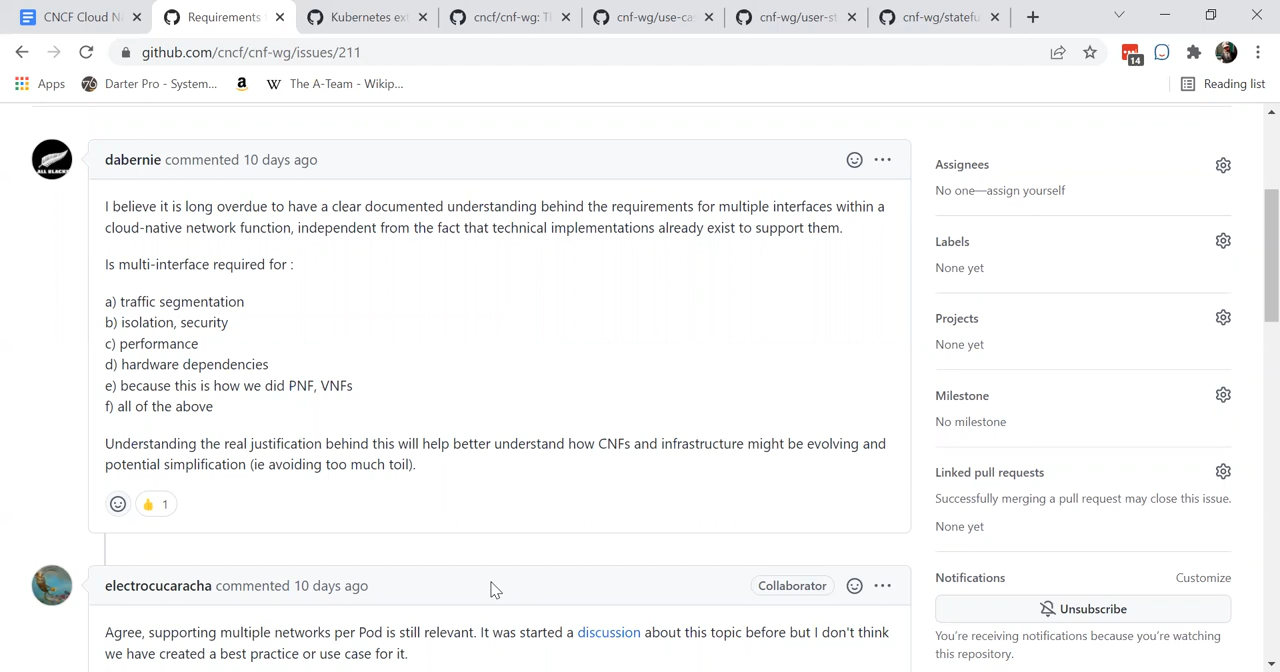 CNCF Cloud N
Requirements
Kubernetes ex
cncf/cnf-wg: T
cnf-wg/use-ca
cnf-wg/user-s
cnf-wg/statef
github.com/cncf/cnf-wg/issues/211
14
Apps
Darter Pro - System...
The A-Team - Wikip...
Reading list
dabernie commented 10 days ago
I believe it is long overdue to have a clear documented understanding behind the requirements for multiple interfaces within a
cloud-native network function, independent from the fact that technical implementations already exist to support them.
Is multi-interface required for :
a) traffic segmentation
b) isolation, security
c) performance
d) hardware dependencies
e) because this is how we did PNF, VNFs
f) all of the above
Understanding the real justification behind this will help better understand how CNFs and infrastructure might be evolving and
potential simplification (ie avoiding too much toil).
1
electrocucaracha commented 10 days ago
Collaborator
Agree, supporting multiple networks per Pod is still relevant. It was started a discussion about this topic before but I don't think
we have created a best practice or use case for it.
Assignees
No one—assign yourself
Labels
None yet
Projects
None yet
Milestone
No milestone
Linked pull requests
Successfully merging a pull request may close this issue.
None yet
Notifications
Customize
Unsubscribe
You're receiving notifications because you're watching
this repository.